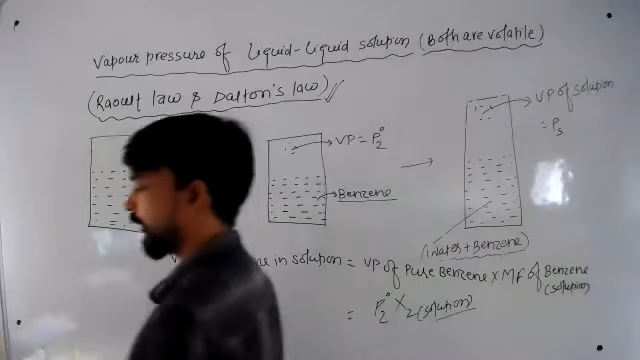 Vapour pressure of liquid-liquid solution (Both are volatile)
(Raoult law & Dalton's law) ✓
VP = P₂°
Benzene
VP of solution
= Pₛ
(Water + Benzene)
in solution = VP of Pure Benzene × MF of Benzene
(solution)
= P₂° X₂(solution)